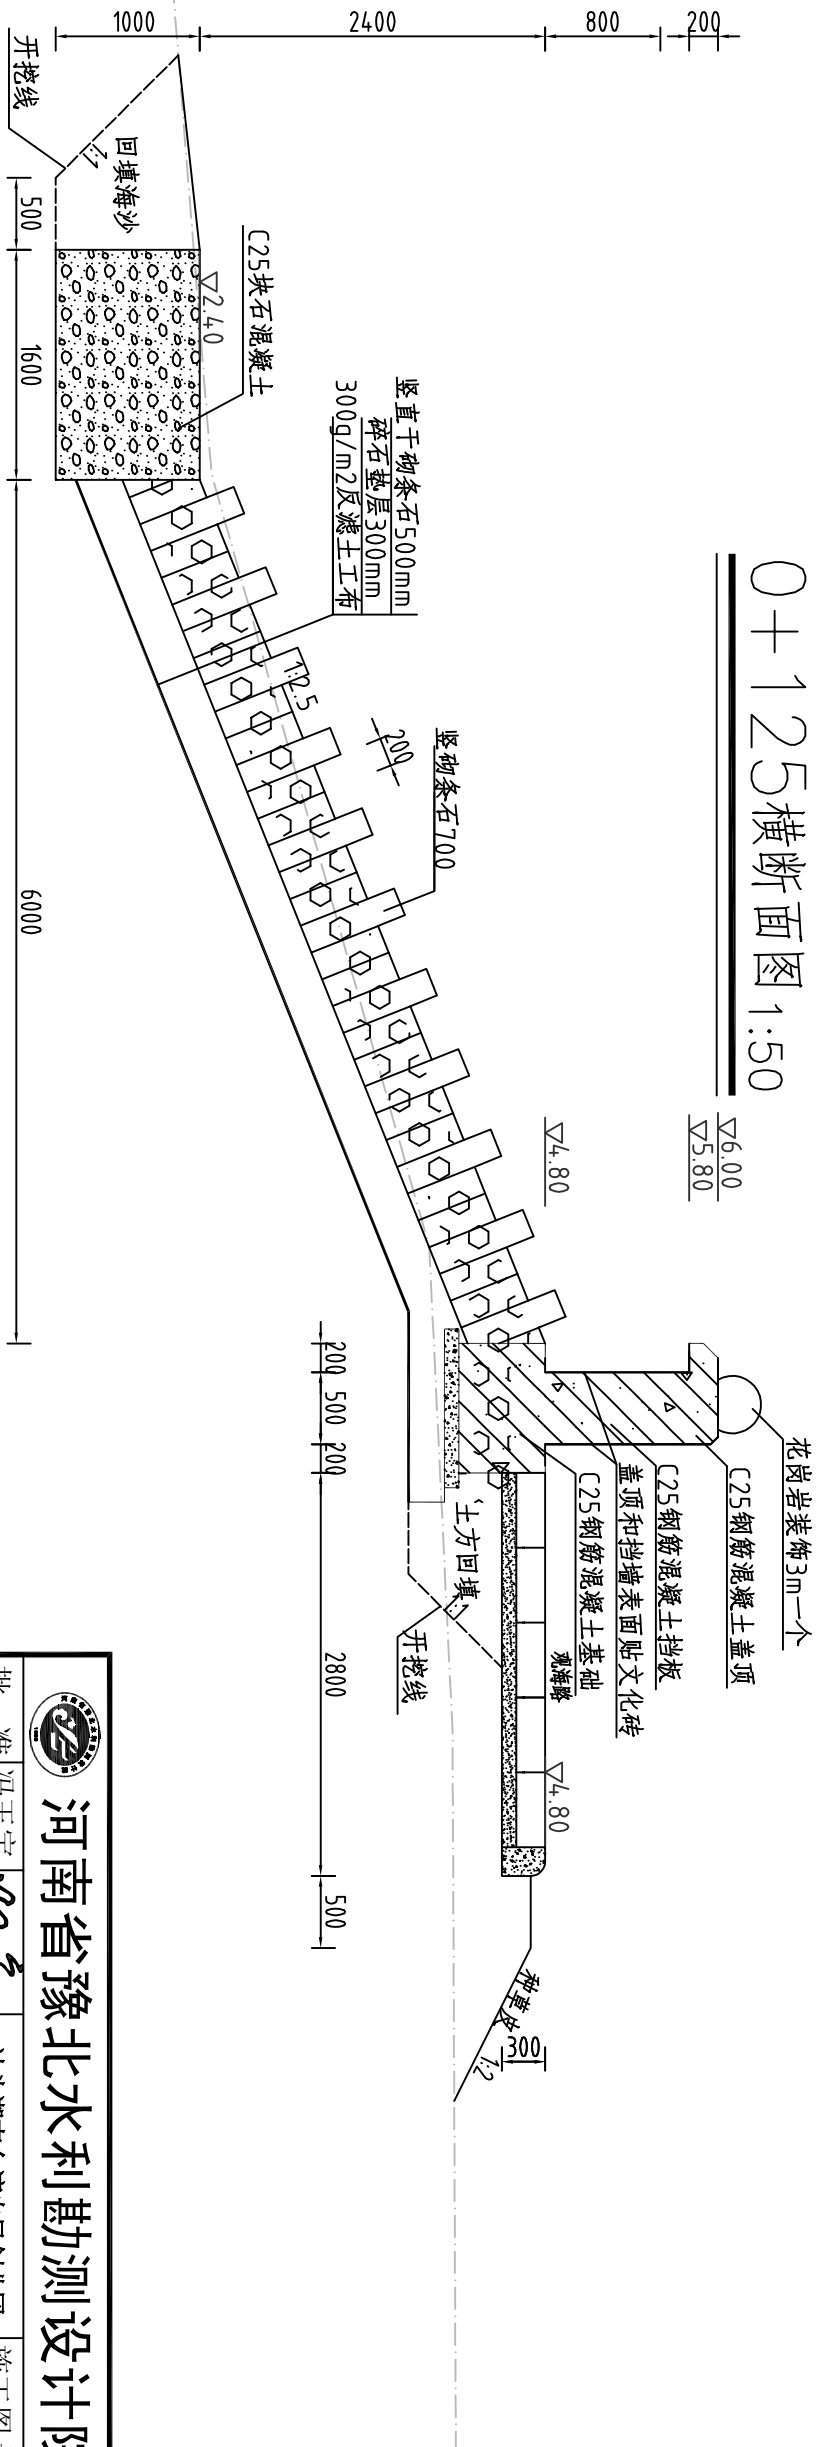 0+125横断面图 1:50
1000
2400
800
200
▽6.00
▽5.80
▽4.80
开挖线
1:1
回填海沙
500
1600
6000
▽2.40
C25块石混凝土
竖直干砌条石500mm
碎石垫层300mm
300g/m2反滤土工布
1:2.5
200
竖砌条石700
花岗岩装饰3m一个
C25钢筋混凝土盖顶
C25钢筋混凝土挡板
盖顶和挡墙表面贴文化砖
C25钢筋混凝土基础
观海路
▽4.80
土方回填
开挖线
200
500
200
2800
500
种草皮
1:2
300
河南省豫北水利勘测设计院
批 准